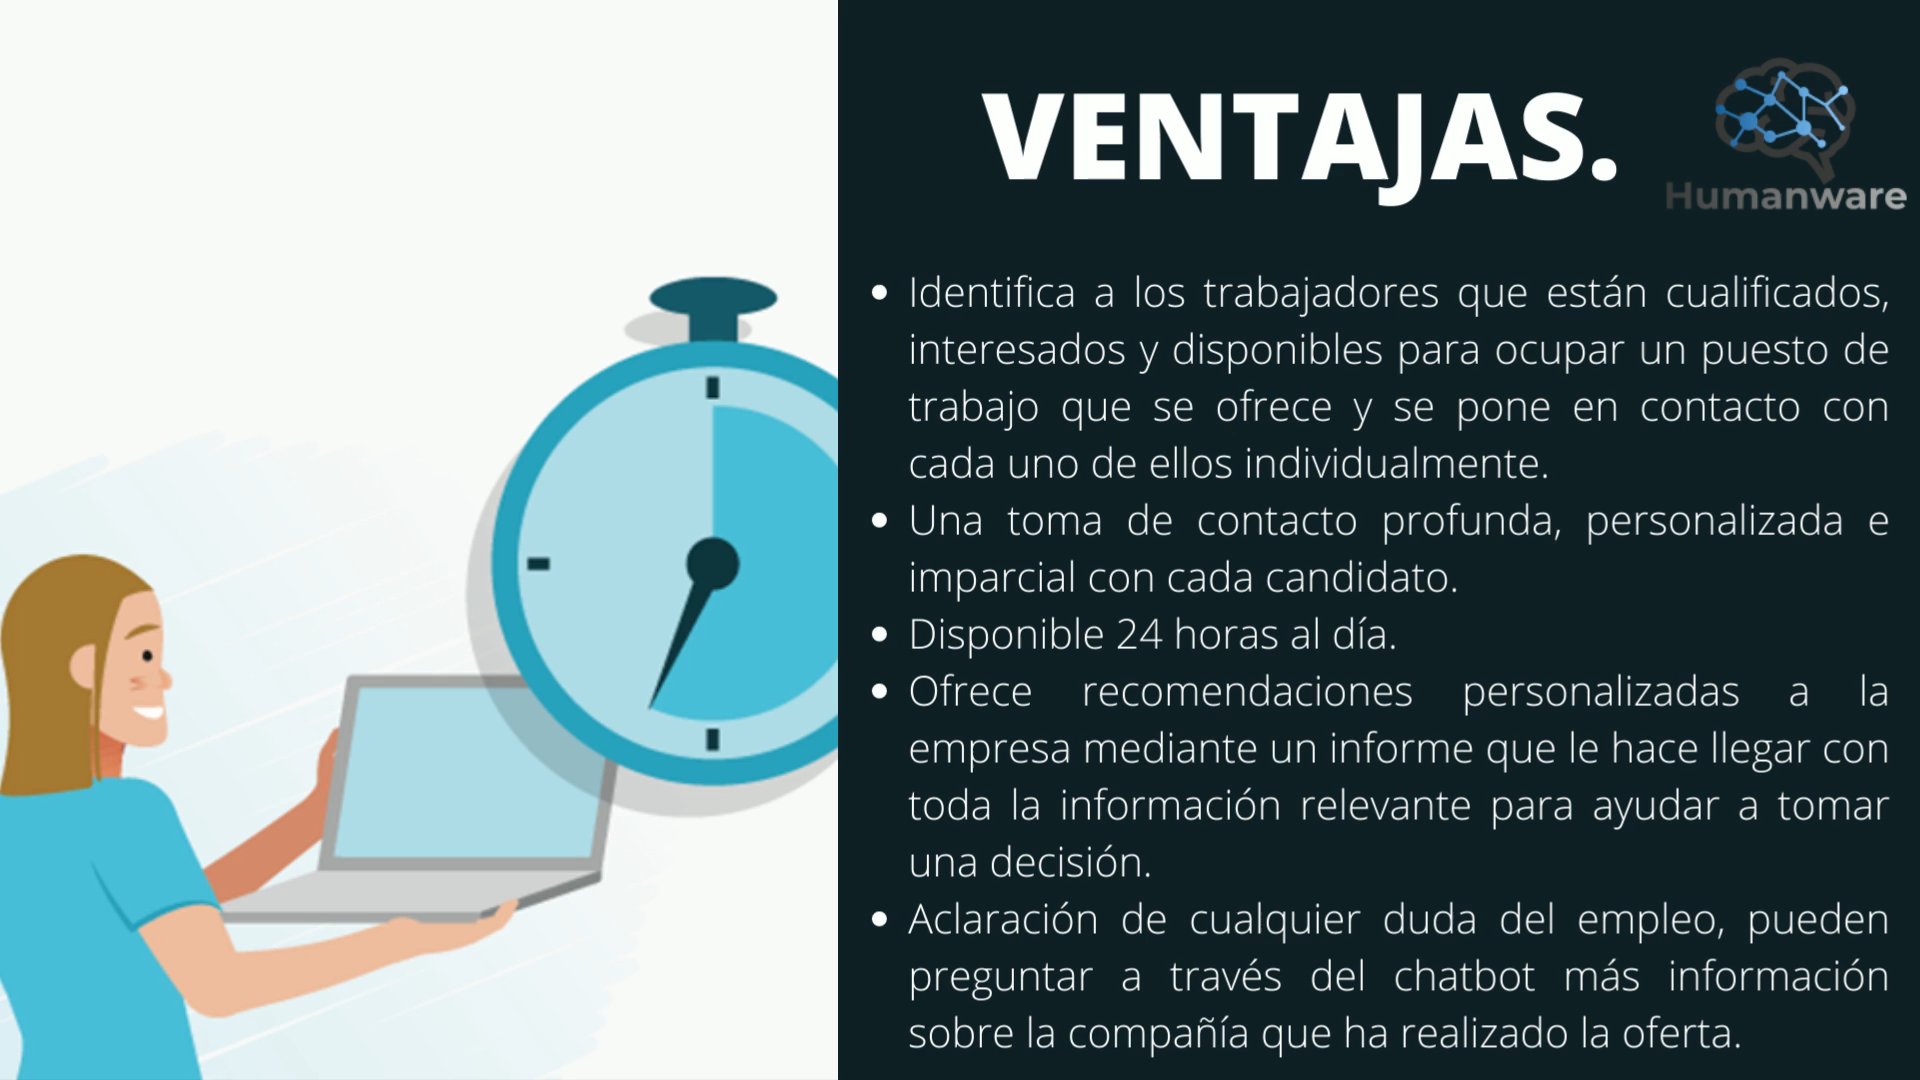 VENTAJAS.
Humanware
• Identifica a los trabajadores que están cualificados,
interesados y disponibles para ocupar un puesto de
trabajo que se ofrece y se pone en contacto con
cada uno de ellos individualmente.
• Una toma de contacto profunda, personalizada e
imparcial con cada candidato.
• Disponible 24 horas al día.
• Ofrece recomendaciones personalizadas a la
empresa mediante un informe que le hace llegar con
toda la información relevante para ayudar a tomar
una decisión.
• Aclaración de cualquier duda del empleo, pueden
preguntar a través del chatbot más información
sobre la compañía que ha realizado la oferta.